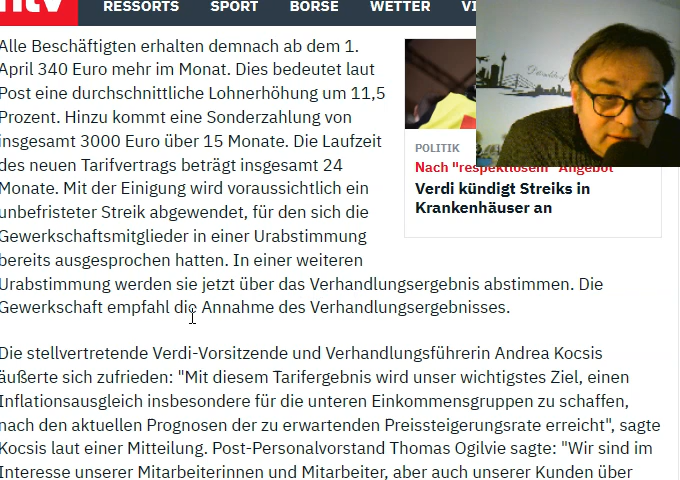 ntv
RESSORTS SPORT BÖRSE WETTER
Alle Beschäftigten erhalten demnach ab dem 1.
April 340 Euro mehr im Monat. Dies bedeutet laut
Post eine durchschnittliche Lohnerhöhung um 11,5
Prozent. Hinzu kommt eine Sonderzahlung von
insgesamt 3000 Euro über 15 Monate. Die Laufzeit
des neuen Tarifvertrags beträgt insgesamt 24
Monate. Mit der Einigung wird voraussichtlich ein
unbefristeter Streik abgewendet, für den sich die
Gewerkschaftsmitglieder in einer Urabstimmung
bereits ausgesprochen hatten. In einer weiteren
Urabstimmung werden sie jetzt über das Verhandlungsergebnis abstimmen. Die
Gewerkschaft empfahl die Annahme des Verhandlungsergebnisses.
POLITIK
Nach "respektlosem" Angebot
Verdi kündigt Streiks in
Krankenhäuser an
Die stellvertretende Verdi-Vorsitzende und Verhandlungsführerin Andrea Kocsis
äußerte sich zufrieden: "Mit diesem Tarifergebnis wird unser wichtigstes Ziel, einen
Inflationsausgleich insbesondere für die unteren Einkommensgruppen zu schaffen,
nach den aktuellen Prognosen der zu erwartenden Preissteigerungsrate erreicht", sagte
Kocsis laut einer Mitteilung. Post-Personalvorstand Thomas Ogilvie sagte: "Wir sind im
Interesse unserer Mitarbeiterinnen und Mitarbeiter, aber auch unserer Kunden über